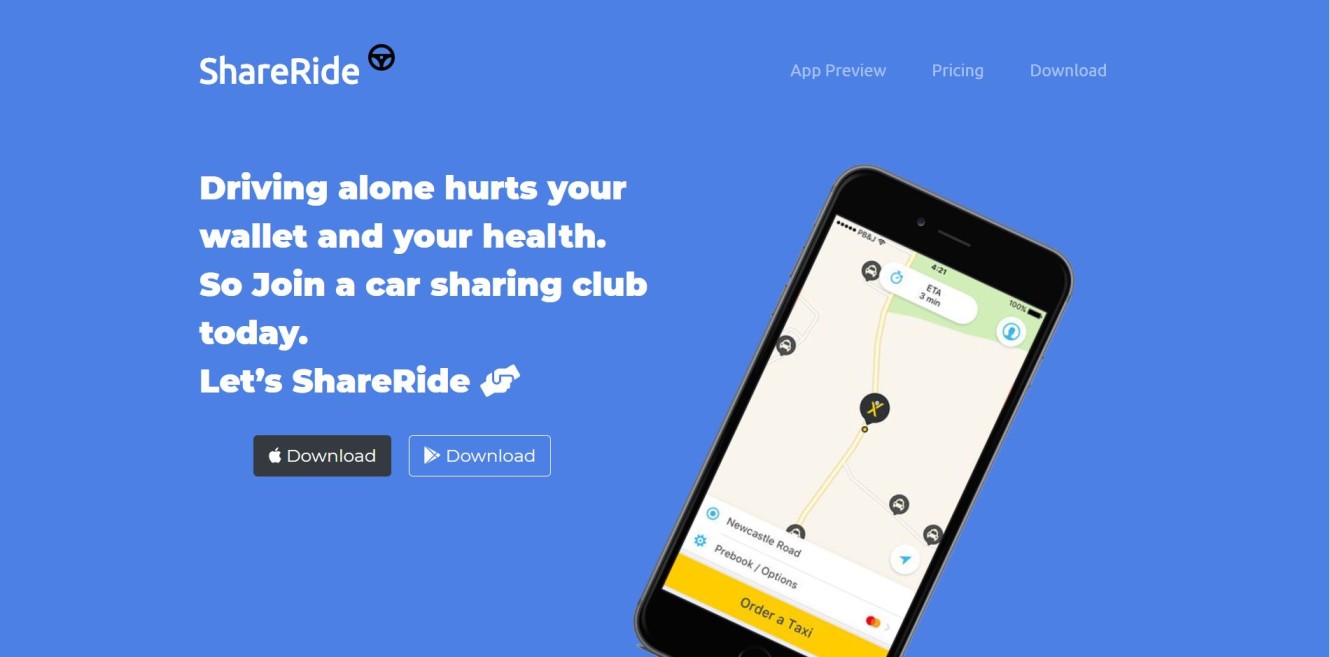 ShareRide
App Preview Pricing Download
Driving alone hurts your
wallet and your health.
So Join a car sharing club
today.
Let’s ShareRide
Download Download
PB&J
4:21
100%
ETA
3 min
Newcastle Road
Prebook / Options
Order a Taxi